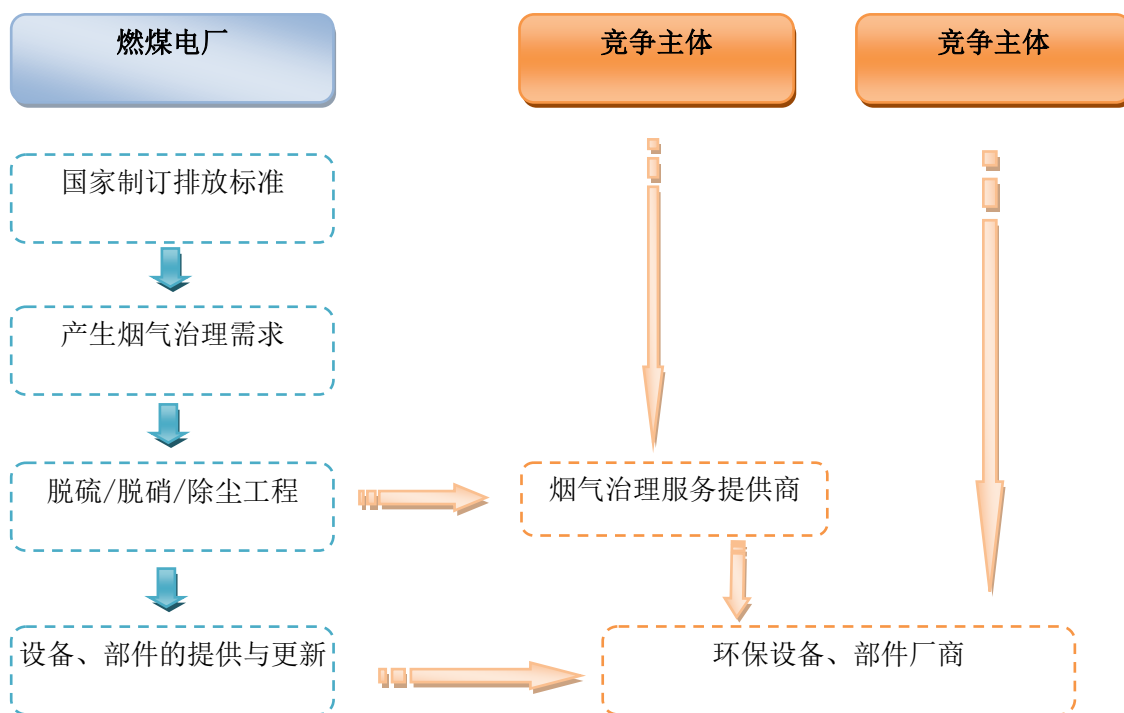 燃煤电厂
竞争主体
竞争主体
国家制订排放标准
产生烟气治理需求
脱硫/脱硝/除尘工程
烟气治理服务提供商
设备、部件的提供与更新
环保设备、部件厂商